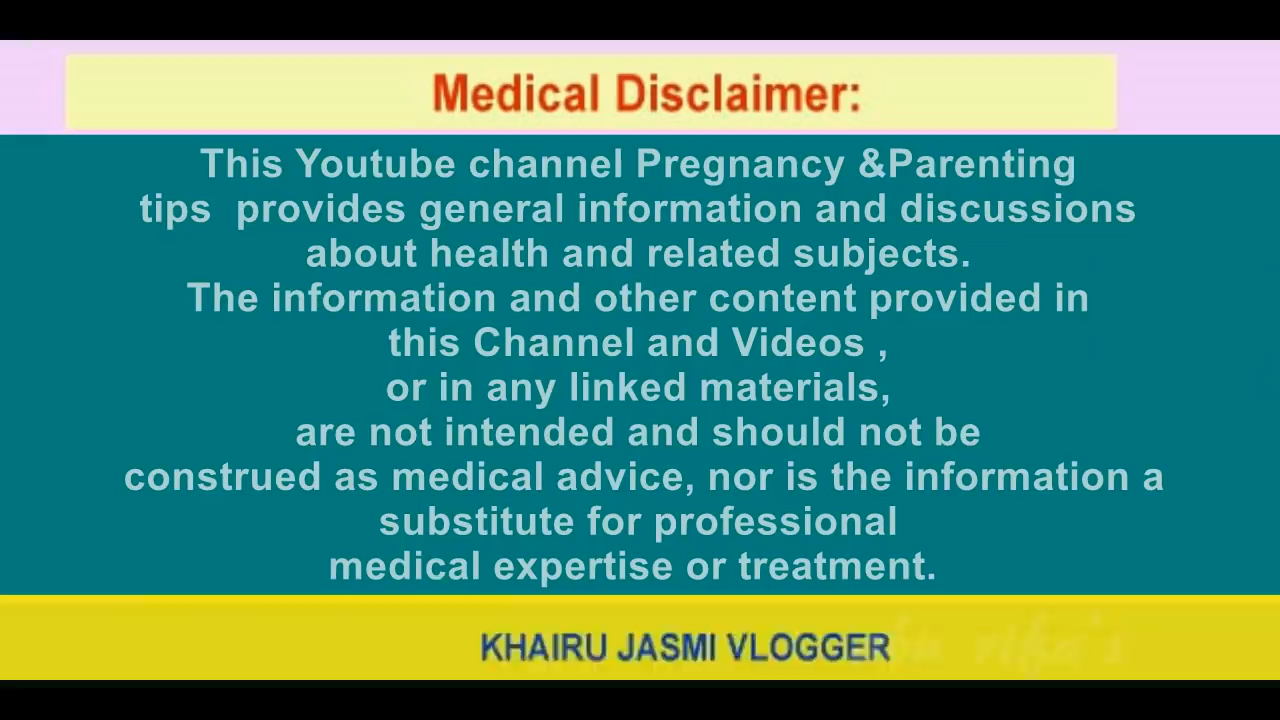 Medical Disclaimer:
This Youtube channel Pregnancy &Parenting
tips  provides general information and discussions
about health and related subjects.
The information and other content provided in
this Channel and Videos ,
or in any linked materials,
are not intended and should not be
construed as medical advice, nor is the information a
substitute for professional
medical expertise or treatment.
KHAIRU JASMI VLOGGER